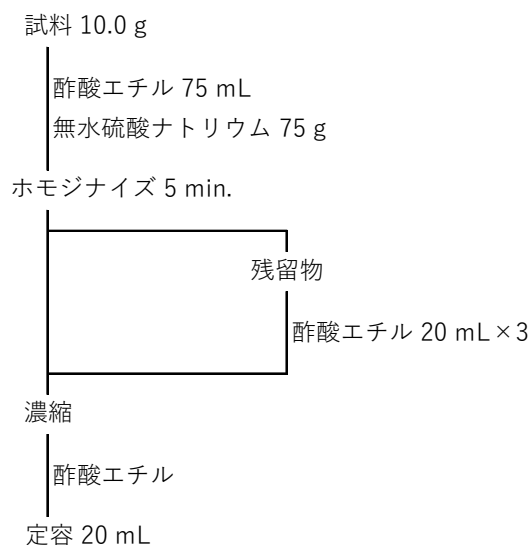 試料 10.0 g
酢酸エチル 75 mL
無水硫酸ナトリウム 75 g
ホモジナイズ 5 min.
残留物
酢酸エチル 20 mL×3
濃縮
酢酸エチル
定容 20 mL